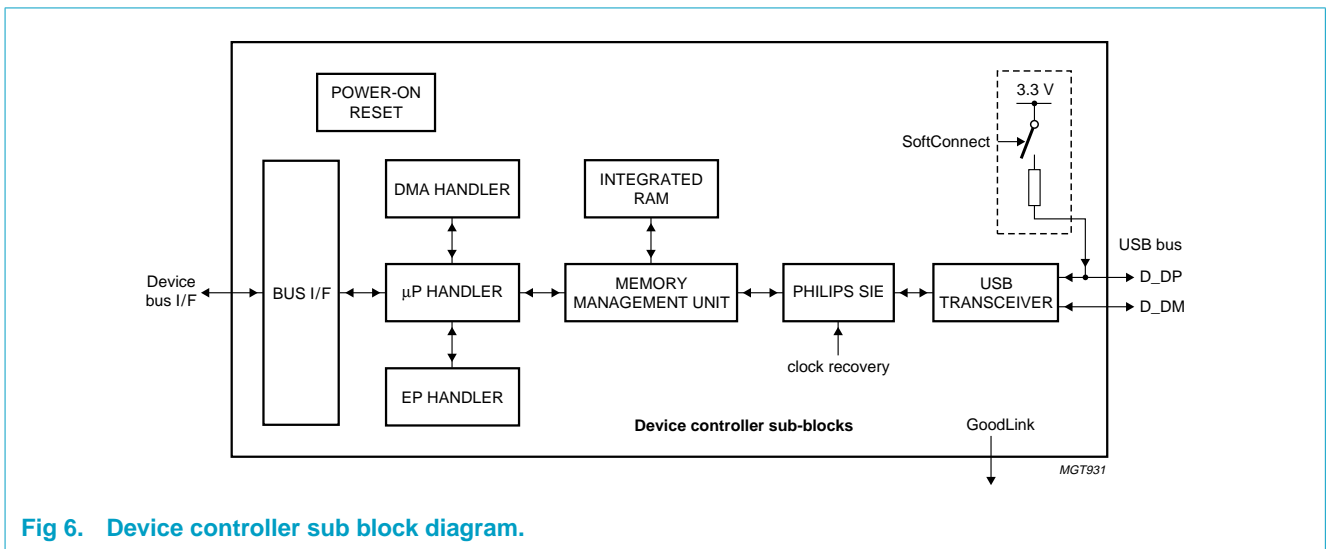 POWER-ON
RESET
3.3 V
SoftConnect
DMA HANDLER
INTEGRATED
RAM
USB bus
Device
bus I/F
BUS I/F
μP HANDLER
MEMORY
MANAGEMENT UNIT
PHILIPS SIE
USB
TRANSCEIVER
D_DP
D_DM
clock recovery
EP HANDLER
Device controller sub-blocks
GoodLink
MGT931
Fig 6. Device controller sub block diagram.